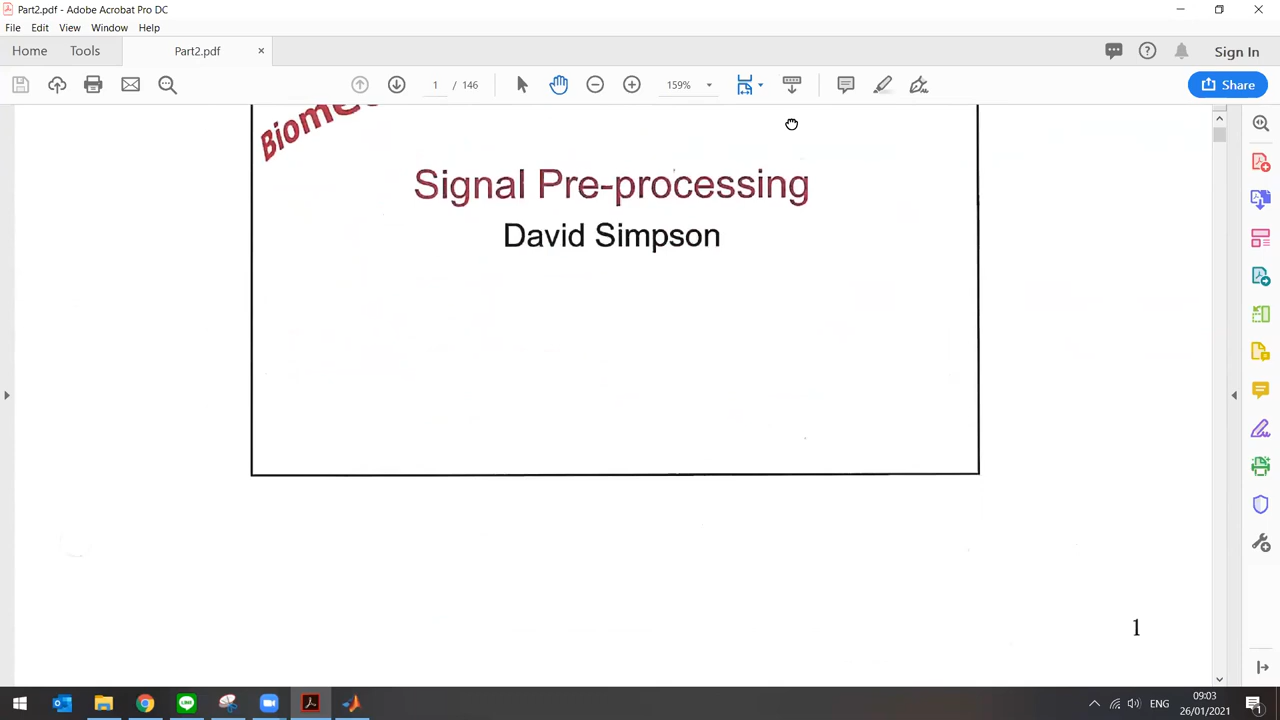 Part2.pdf - Adobe Acrobat Pro DC
File Edit View Window Help
Home Tools Part2.pdf × Sign In
1 / 146 159% Share
Signal Pre-processing
David Simpson
1
ENG 09:03
26/01/2021 1